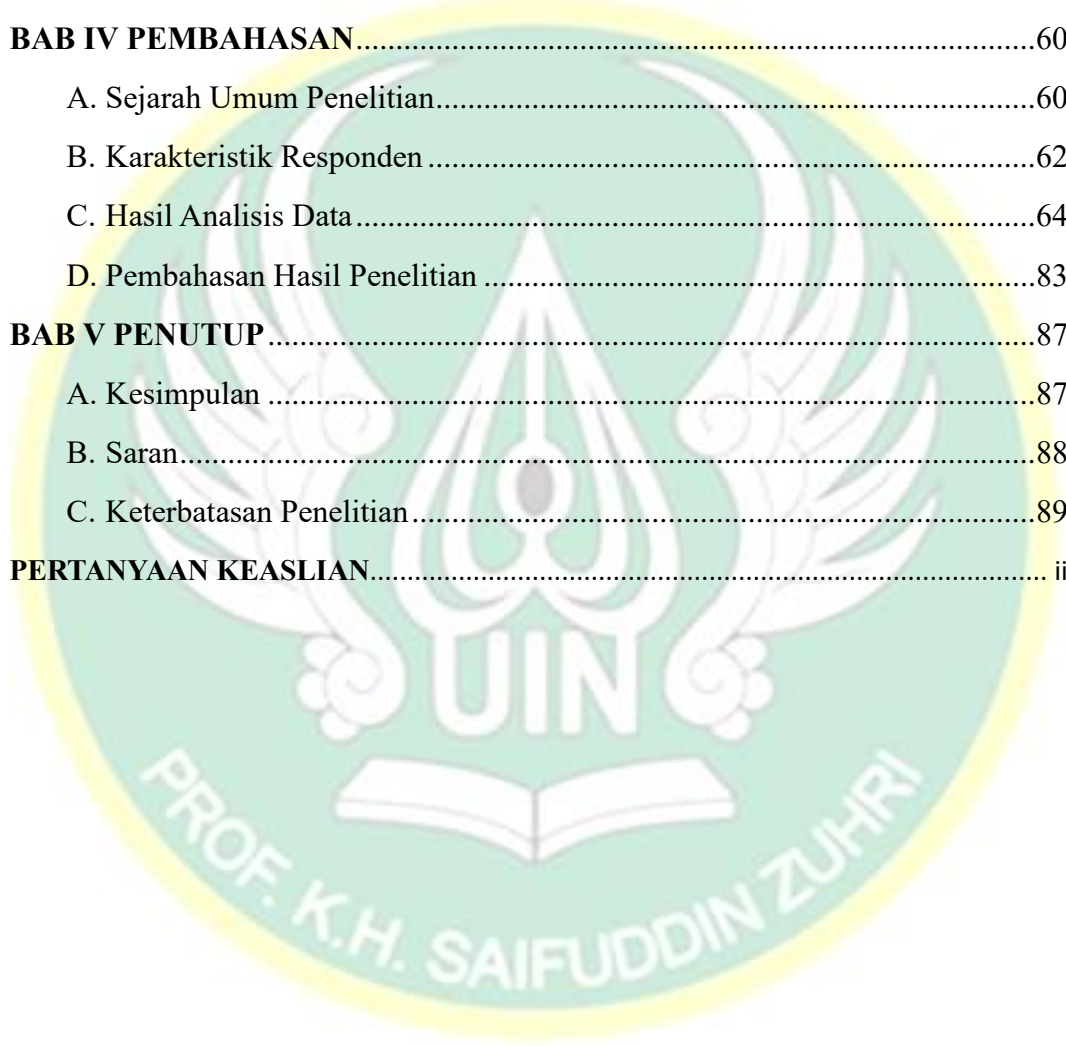 BAB IV PEMBAHASAN....................................................................................60
A. Sejarah Umum Penelitian..........................................................................60
B. Karakteristik Responden...........................................................................62
C. Hasil Analisis Data....................................................................................64
D. Pembahasan Hasil Penelitian....................................................................83
BAB V PENUTUP...........................................................................................87
A. Kesimpulan...............................................................................................87
B. Saran.........................................................................................................88
C. Keterbatasan Penelitian.............................................................................89
PERTANYAAN KEASLIAN............................................................................ii
UIN
PROF. K.H. SAIFUDDIN ZUHRI